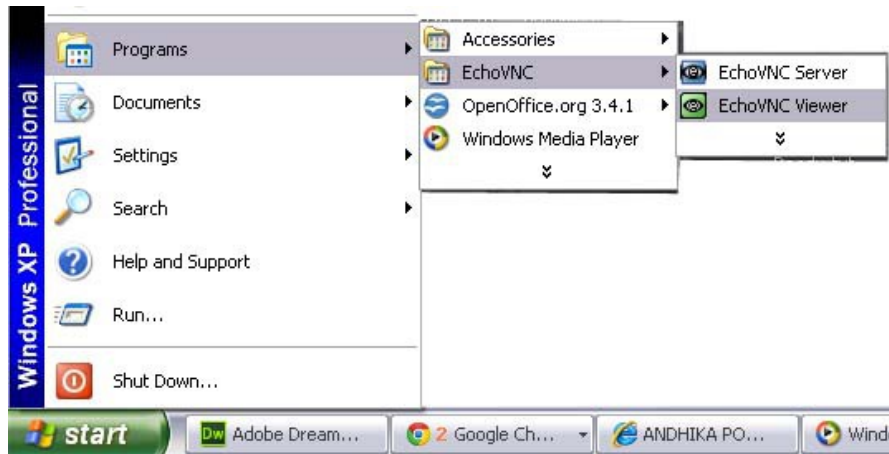 Windows XP Professional
Programs
Documents
Settings
Search
Help and Support
Run...
Shut Down...
Accessories
EchoVNC
OpenOffice.org 3.4.1
Windows Media Player
EchoVNC Server
EchoVNC Viewer
start
Adobe Dream...
2 Google Ch...
ANDHIKA PO...
Wind